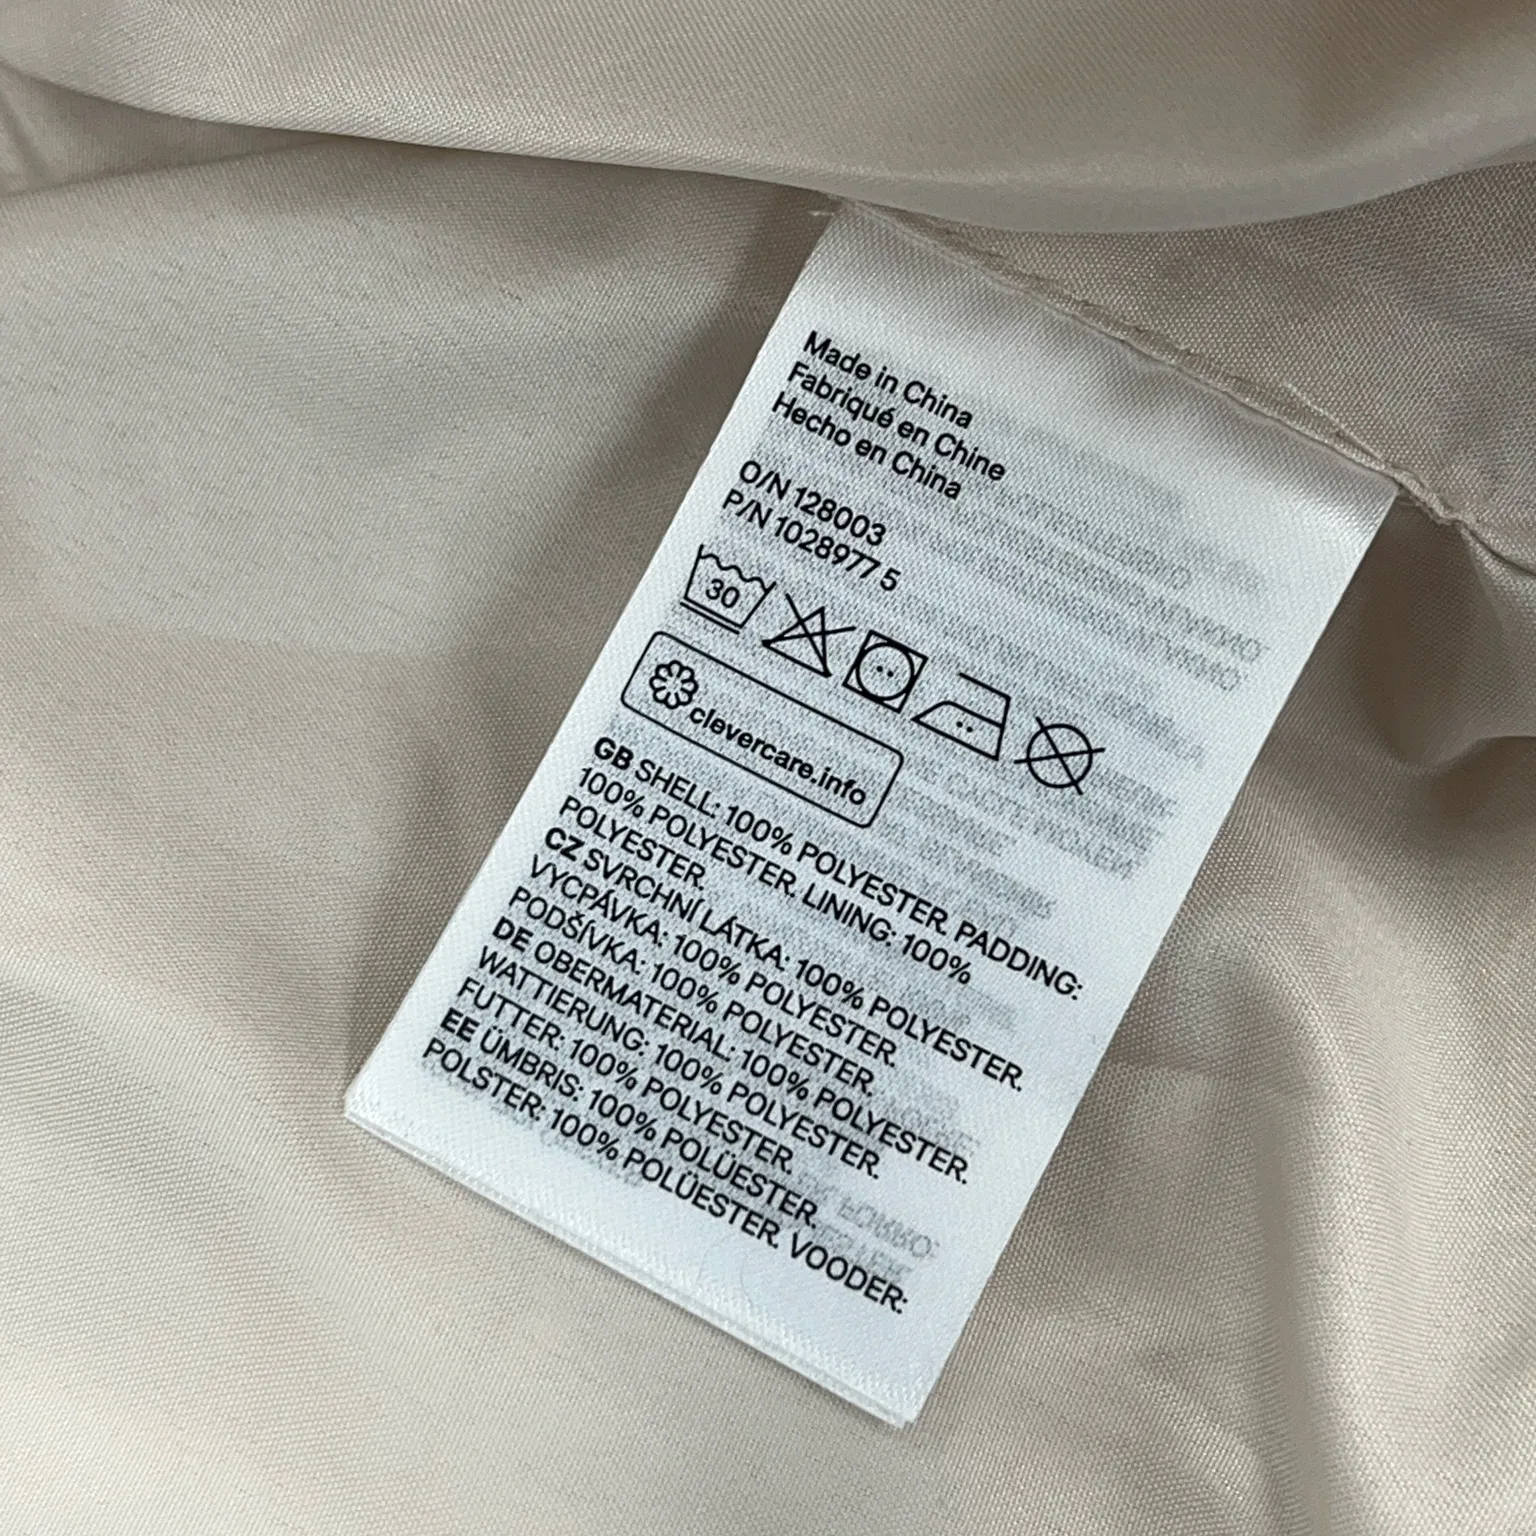 Made in China
Fabriqué en Chine
Hecho en China
O/N 128003
P/N 1028977 5
30
clevercare.info
GB SHELL: 100% POLYESTER. PADDING:
100% POLYESTER. LINING: 100%
POLYESTER.
CZ SVRCHNÍ LÁTKA: 100% POLYESTER.
VYCPÁVKA: 100% POLYESTER.
PODŠÍVKA: 100% POLYESTER.
DE OBERMATERIAL: 100% POLYESTER.
WATTIERUNG: 100% POLYESTER.
FUTTER: 100% POLYESTER.
EE ÜMBRIS: 100% POLÜESTER.
POLSTER: 100% POLÜESTER. VOODER: